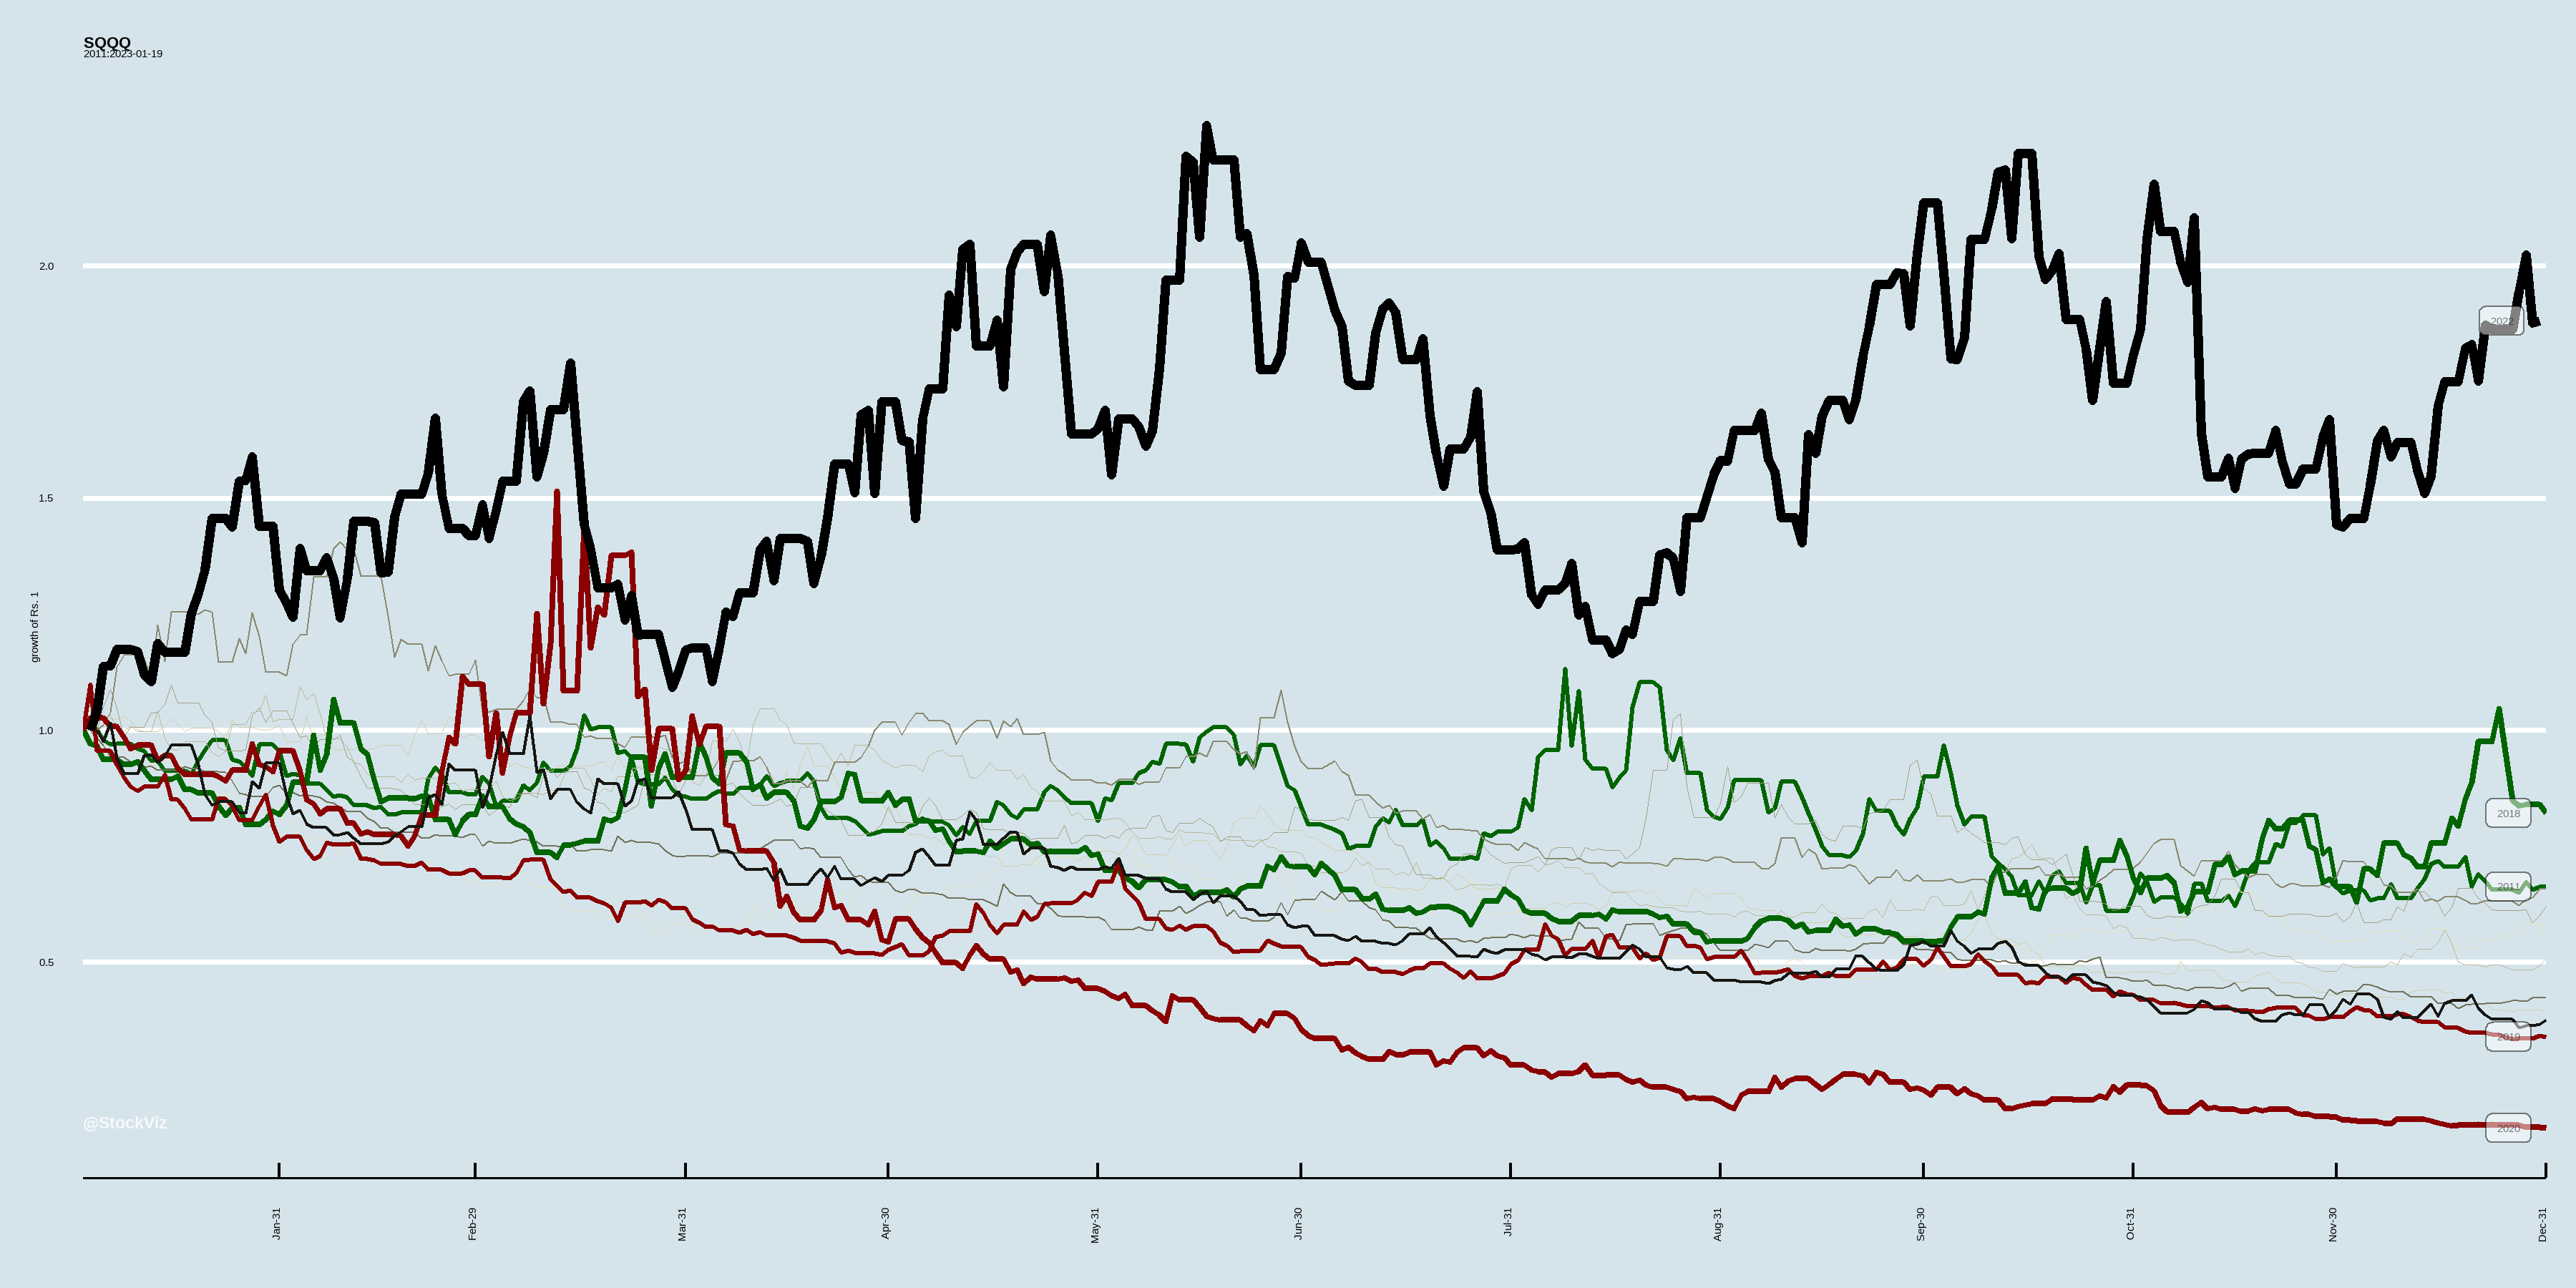 SQQQ
2011:2023-01-19
2.0
1.5
1.0
0.5
growth of Rs. 1
2022
2018
2011
2019
2020
@StockViz
Jan-31
Feb-29
Mar-31
Apr-30
May-31
Jun-30
Jul-31
Aug-31
Sep-30
Oct-31
Nov-30
Dec-31